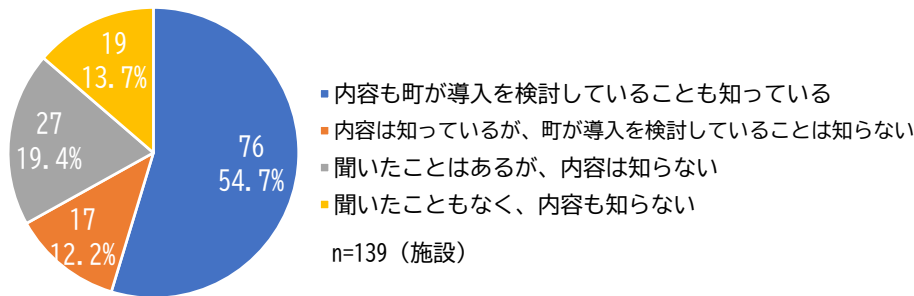 19
13.7%
27
19.4%
17
12.2%
76
54.7%
内容も町が導入を検討していることも知っている
内容は知っているが、町が導入を検討していることは知らない
聞いたことはあるが、内容は知らない
聞いたこともなく、内容も知らない
n=139（施設）